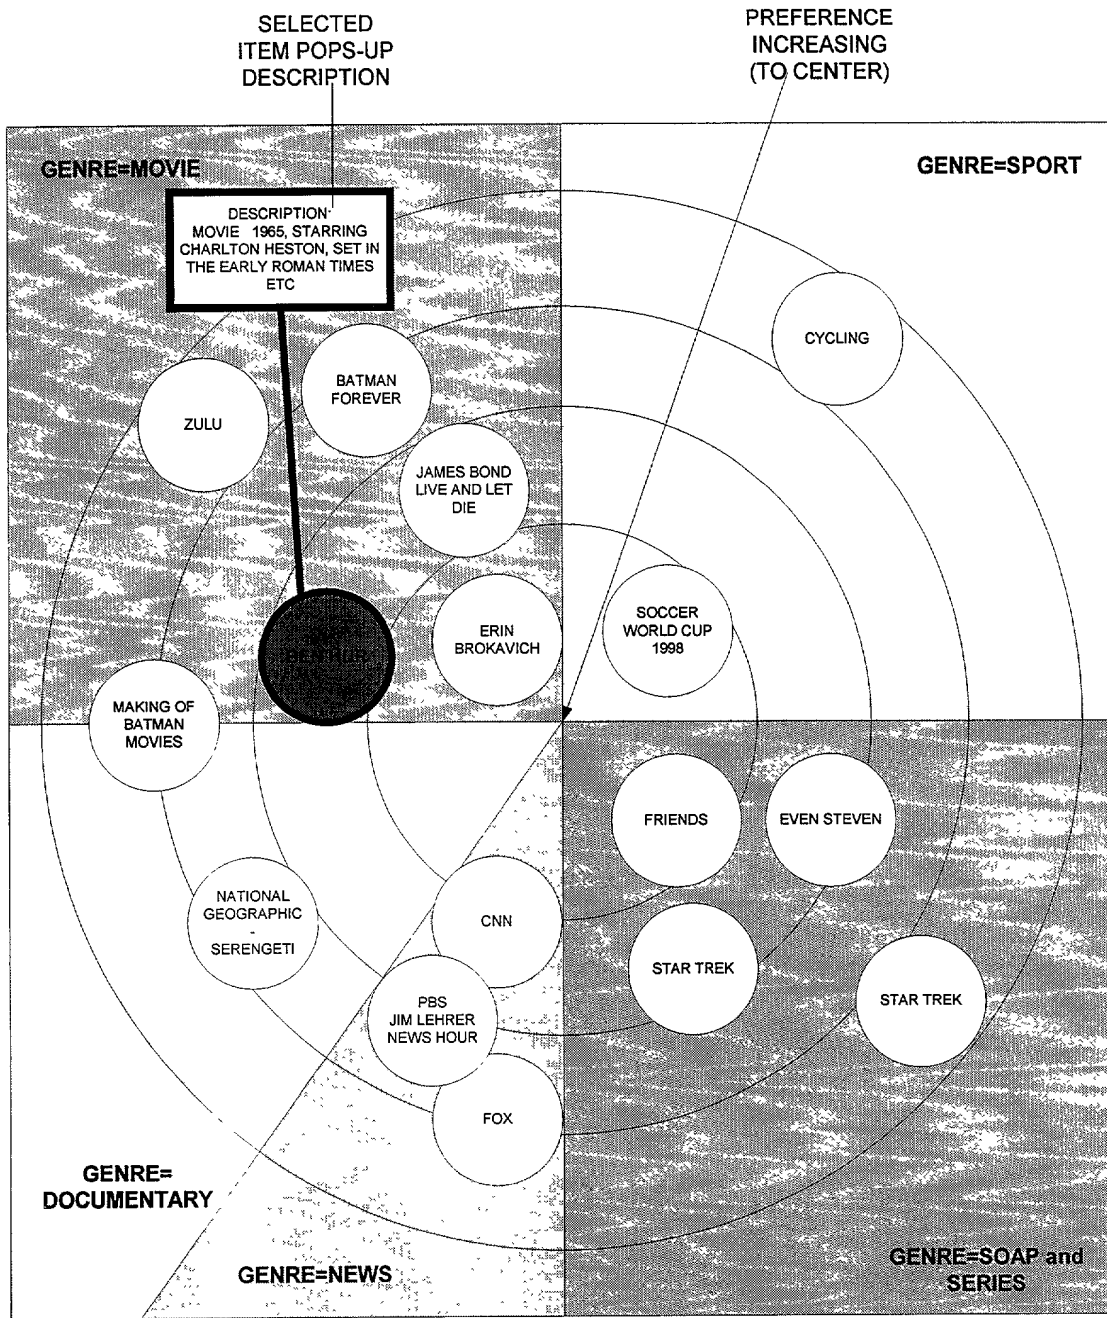 SELECTED
ITEM POPS-UP
DESCRIPTION
PREFERENCE
INCREASING
(TO CENTER)
GENRE=MOVIE
GENRE=SPORT
DESCRIPTION:
MOVIE 1965, STARRING
CHARLTON HESTON, SET IN
THE EARLY ROMAN TIMES
ETC
CYCLING
BATMAN
FOREVER
ZULU
JAMES BOND
LIVE AND LET
DIE
SOCCER
WORLD CUP
1998
ERIN
BROKAVICH
BEN HUR
MAKING OF
BATMAN
MOVIES
FRIENDS
EVEN STEVEN
NATIONAL
GEOGRAPHIC
-
SERENGETI
CNN
STAR TREK
STAR TREK
PBS
JIM LEHRER
NEWS HOUR
FOX
GENRE=
DOCUMENTARY
GENRE=NEWS
GENRE=SOAP and
SERIES